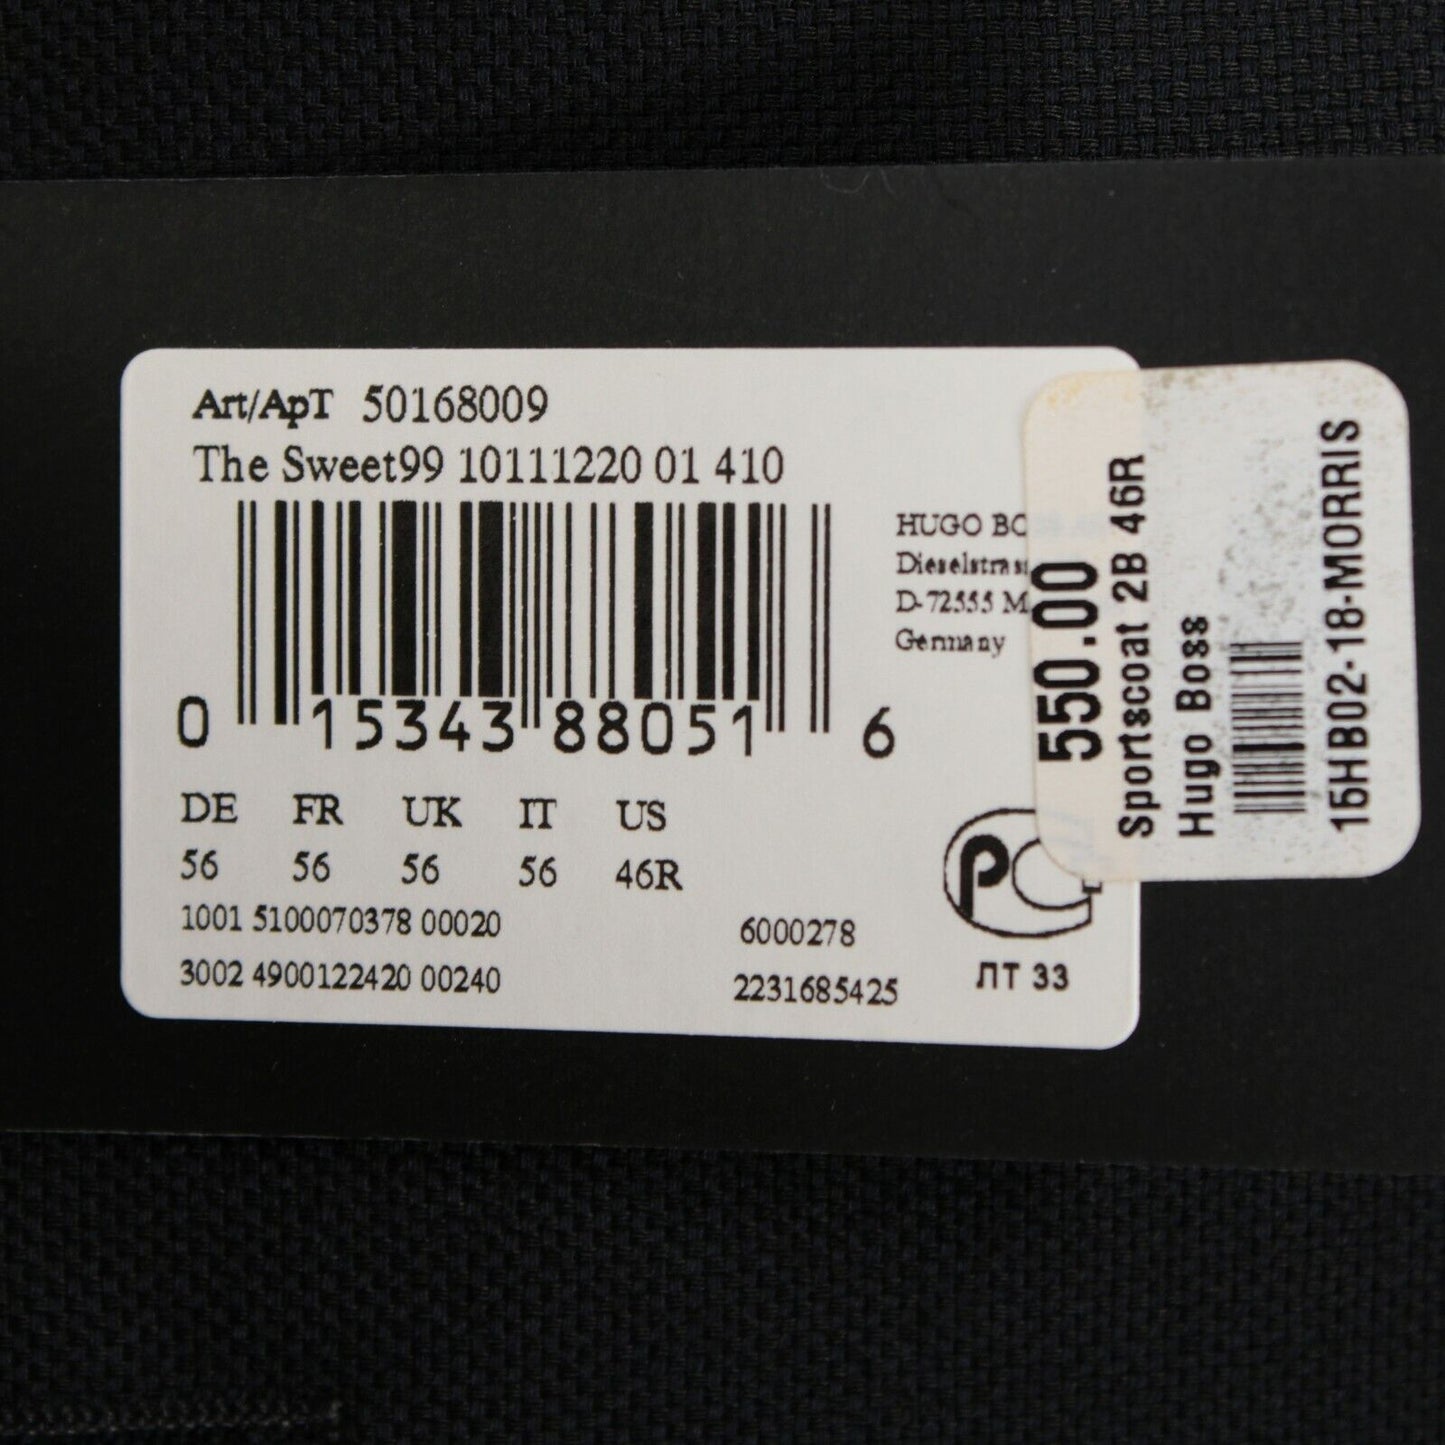 Art/АрТ 50168009
The Sweet99 10111220 01 410
0 15343 88051 6
HUGO BO
Dieselstras
D-72555 M
Germany
DE FR UK IT US
56 56 56 56 46R
1001 5100070378 00020 6000278
3002 4900122420 00240 2231685425
ЛТ 33
550.00
Sportscoat 2B 46R
Hugo Boss
16HB02-18-MORRIS